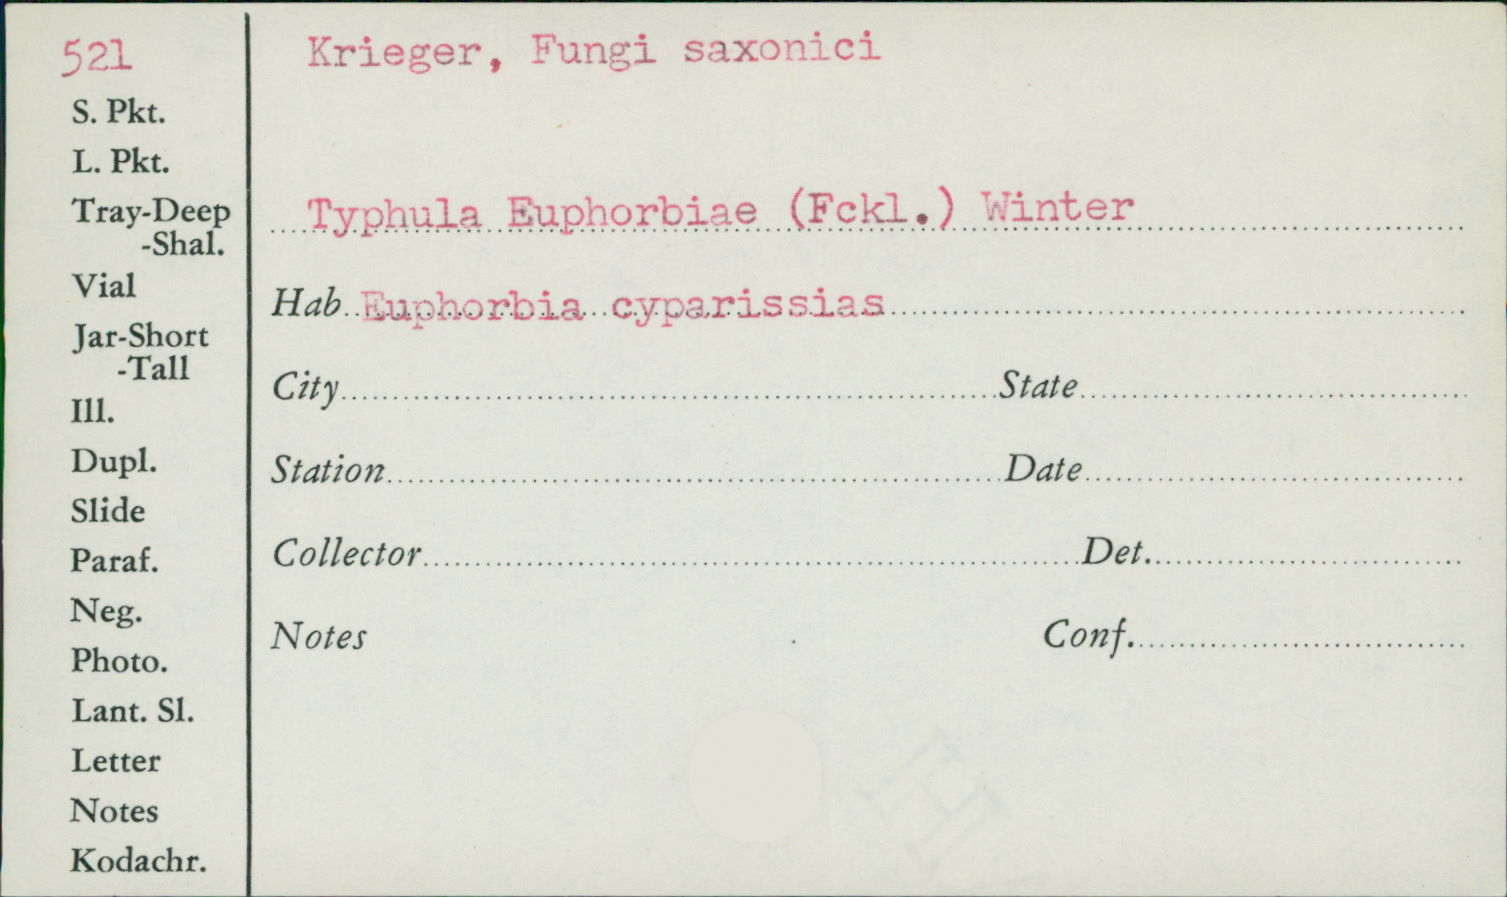 521
Krieger, Fungi saxonici
S. Pkt.
L. Pkt.
Tray-Deep
-Shal.
Vial
Jar-Short
-Tall
Ill.
Dupl.
Slide
Paraf.
Neg.
Photo.
Lant. Sl.
Letter
Notes
Kodachr.
Typhula Euphorbiae (Fckl.) Winter
Hab. Euphorbia cyparissias
City State
Station Date
Collector Det.
Notes Conf.